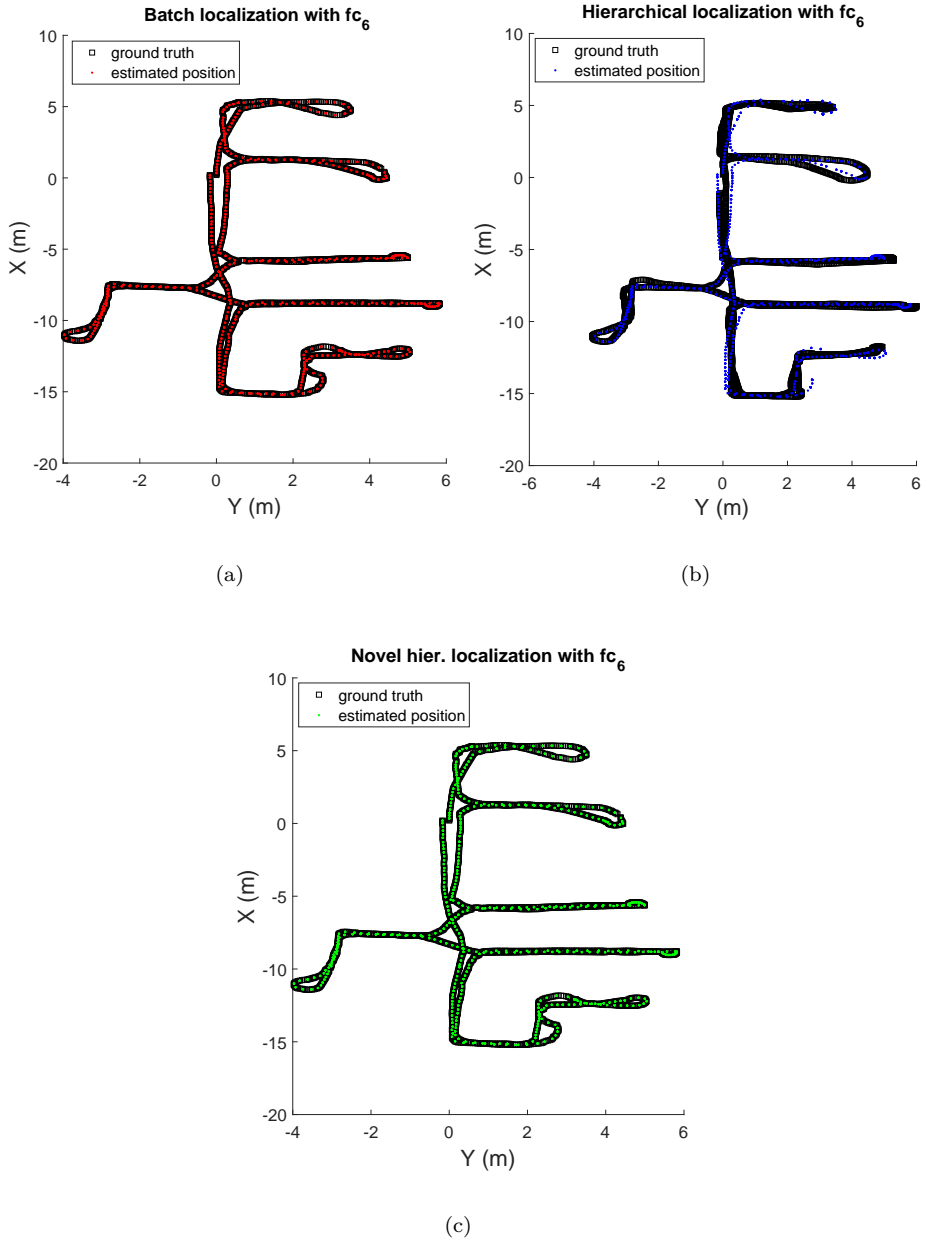 Batch localization with fc6
ground truth
estimated position
10
5
0
-5
-10
-15
-20
X (m)
-4
-2
0
2
4
6
Y (m)
(a)
Hierarchical localization with fc6
ground truth
estimated position
10
5
0
-5
-10
-15
-20
X (m)
-6
-4
-2
0
2
4
6
Y (m)
(b)
Novel hier. localization with fc6
ground truth
estimated position
10
5
0
-5
-10
-15
-20
X (m)
-4
-2
0
2
4
6
Y (m)
(c)